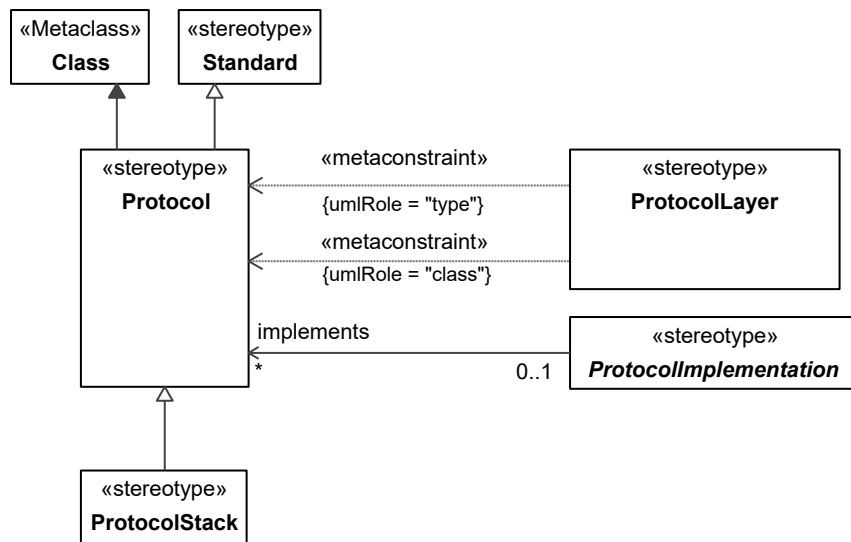 «Metaclass»
Class
«stereotype»
Standard
«stereotype»
Protocol
«metaconstraint»
{umlRole = "type"}
«metaconstraint»
{umlRole = "class"}
«stereotype»
ProtocolLayer
implements
*
0..1
«stereotype»
ProtocolImplementation
«stereotype»
ProtocolStack